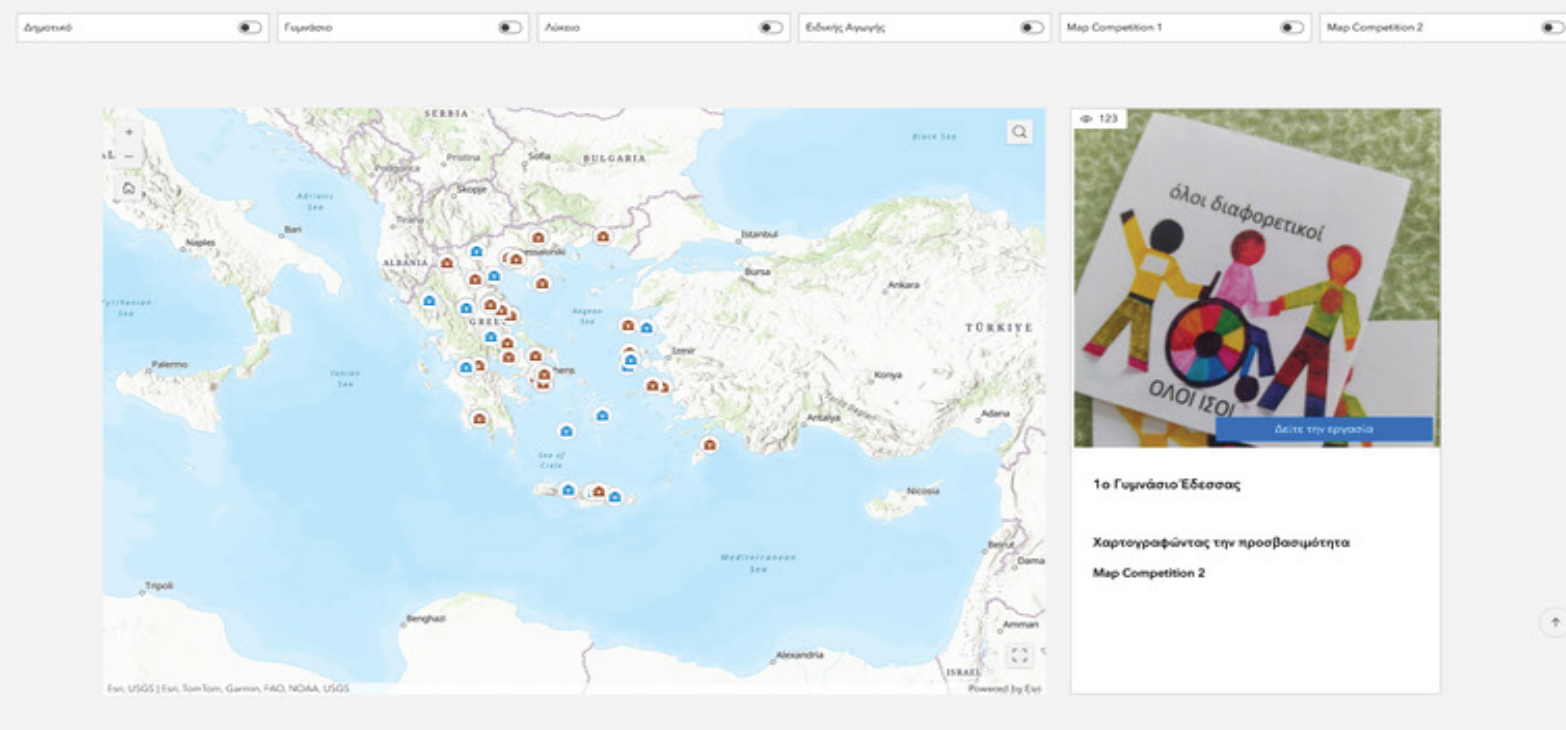 Δημοτικό
Γυμνάσιο
Λύκειο
Ειδικής Αγωγής
Map Competition 1
Map Competition 2
SERBIA
Black Sea
Pristina
Sofia
BULGARIA
Podgorica
Skopje
Adriatic
Sea
Tirana
Bari
Naples
Istanbul
ALBANIA
Bursa
Ankara
Tyrrhenian
Sea
Aegean
Sea
TÜRKIYE
Izmir
Palermo
Ionian
Sea
Konya
Antalya
Adana
Sea of
Crete
Nicosia
Mediterranean
Sea
Beirut
Tripoli
Benghazi
Amman
Alexandria
ISRAEL
Esri, USGS | Esri, TomTom, Garmin, FAO, NOAA, USGS
Powered by Esri
123
όλοι διαφορετικοί
ΟΛΟΙ ΙΣΟΙ
Δείτε την εργασία
1ο Γυμνάσιο Έδεσσας
Χαρτογραφώντας την προσβασιμότητα
Map Competition 2